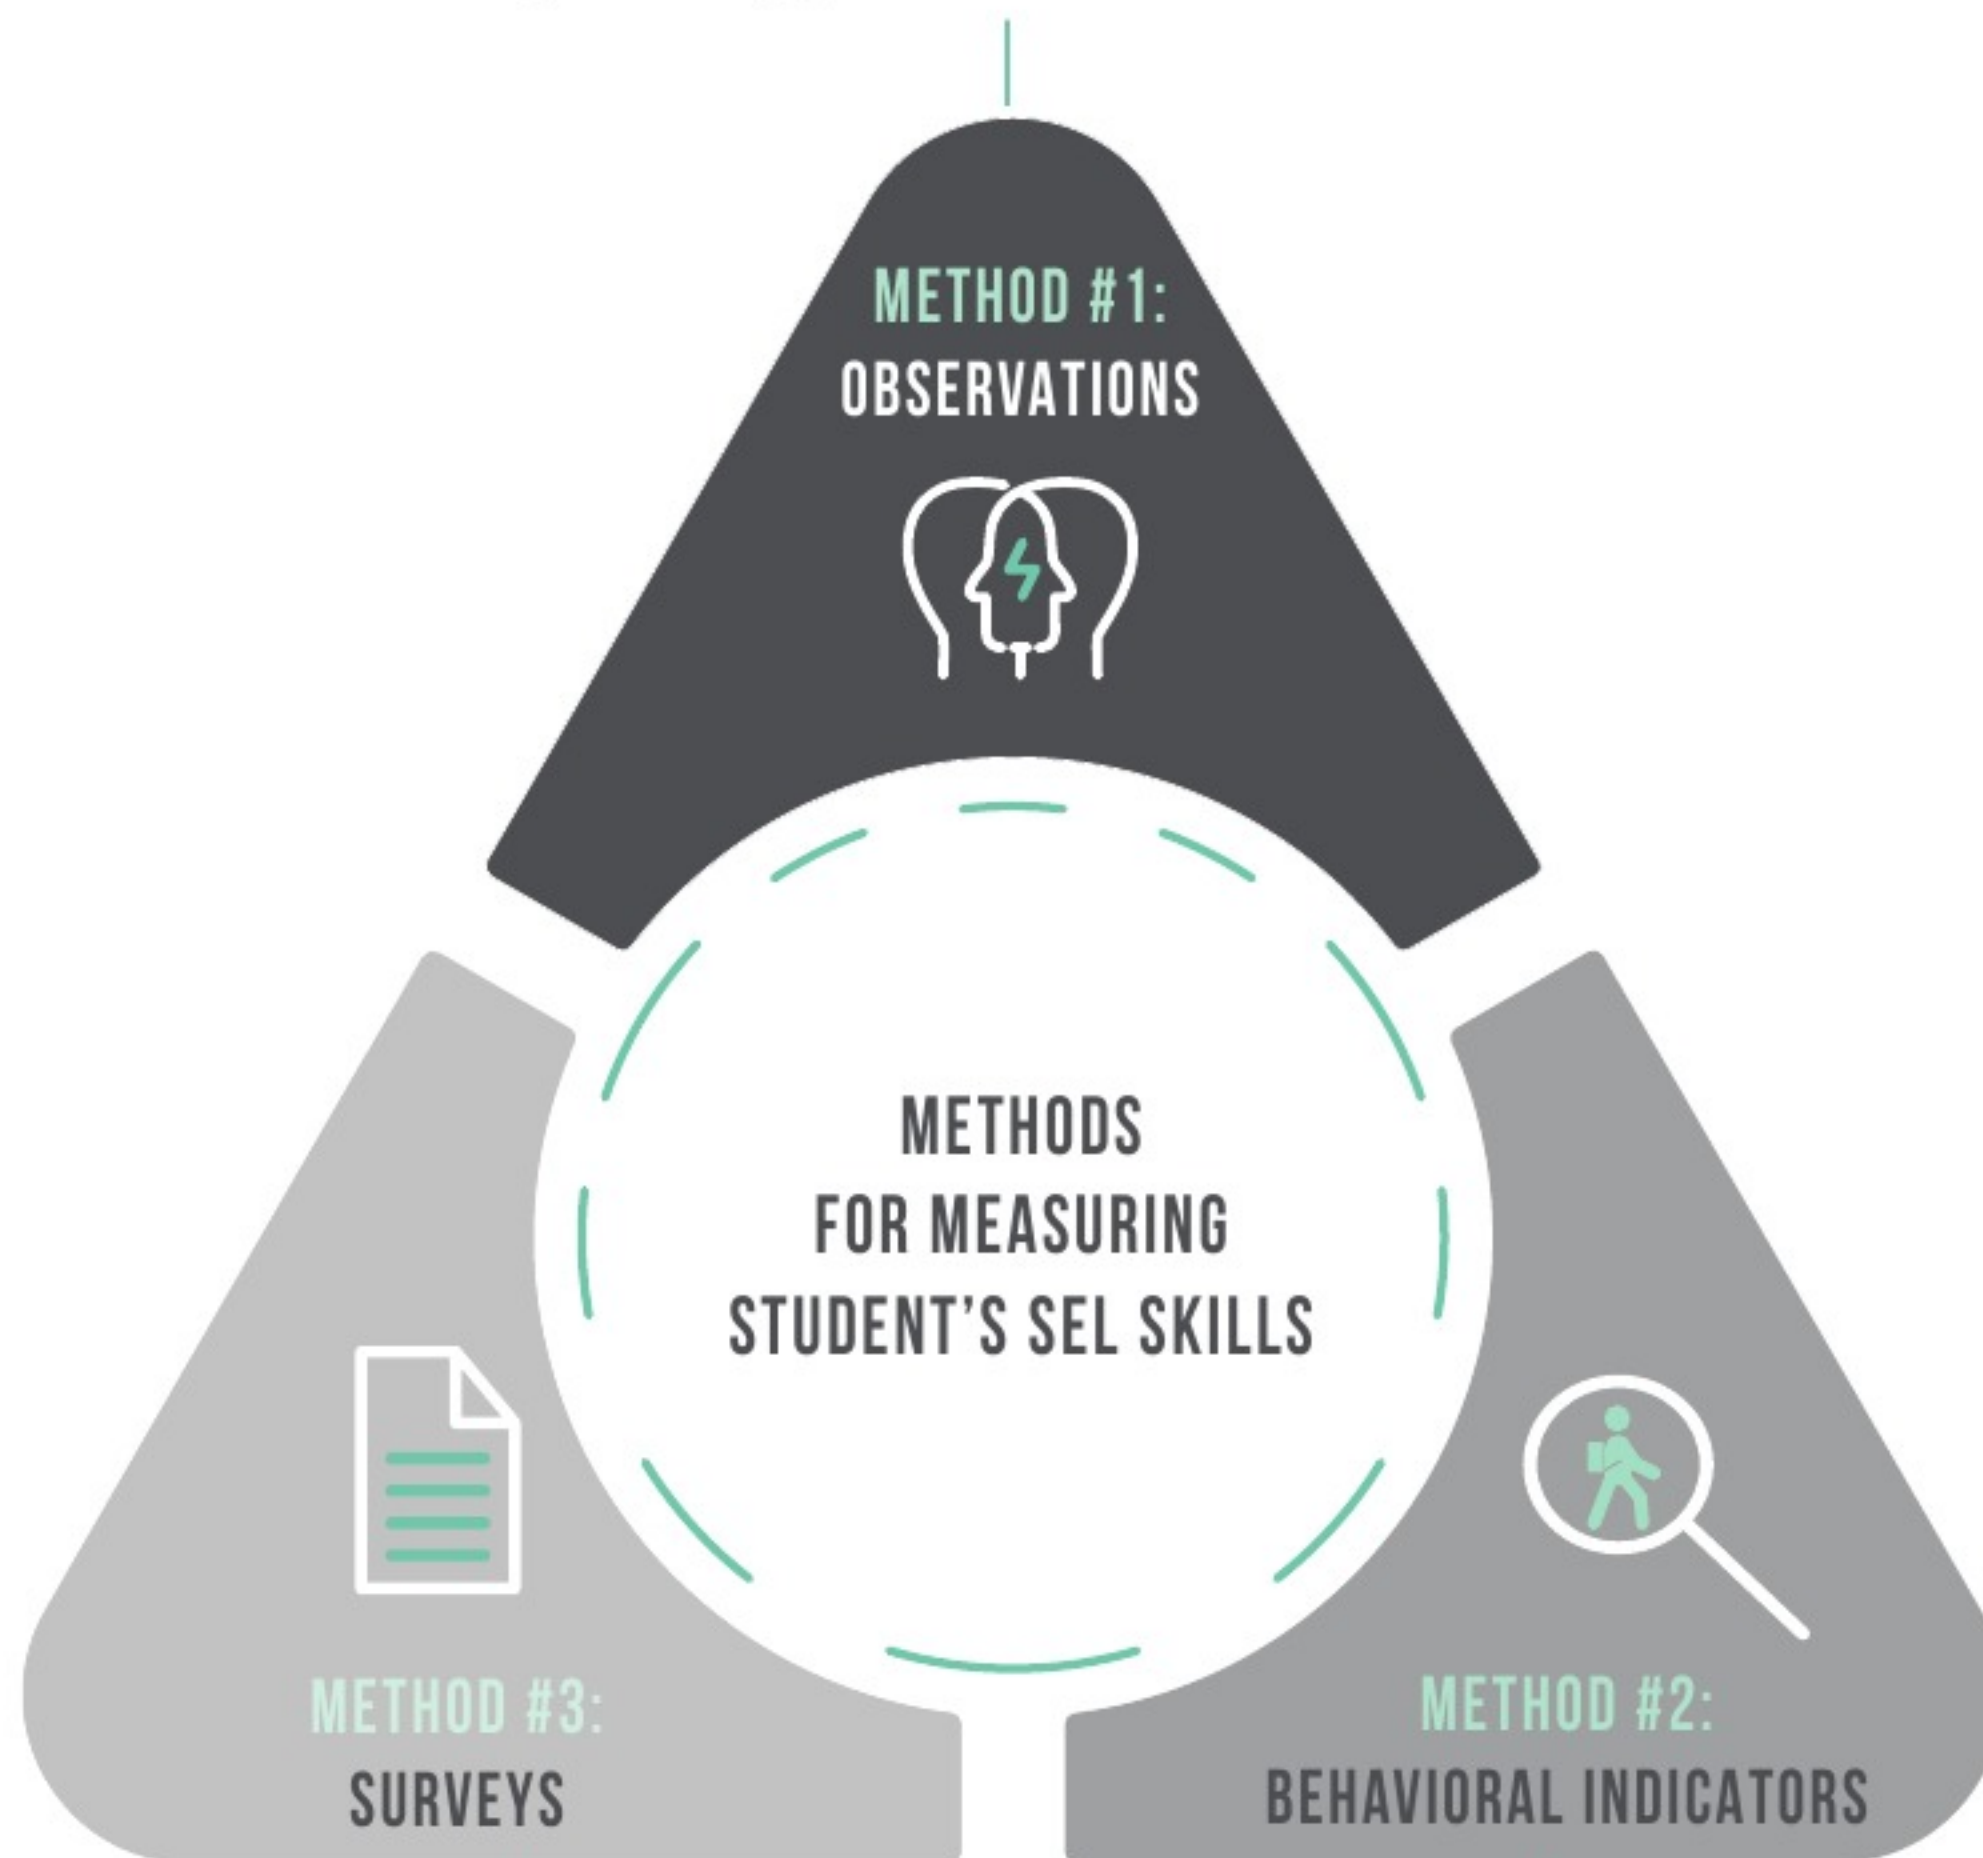 METHOD #1:
OBSERVATIONS
METHODS
FOR MEASURING
STUDENT’S SEL SKILLS
METHOD #3:
SURVEYS
METHOD #2:
BEHAVIORAL INDICATORS